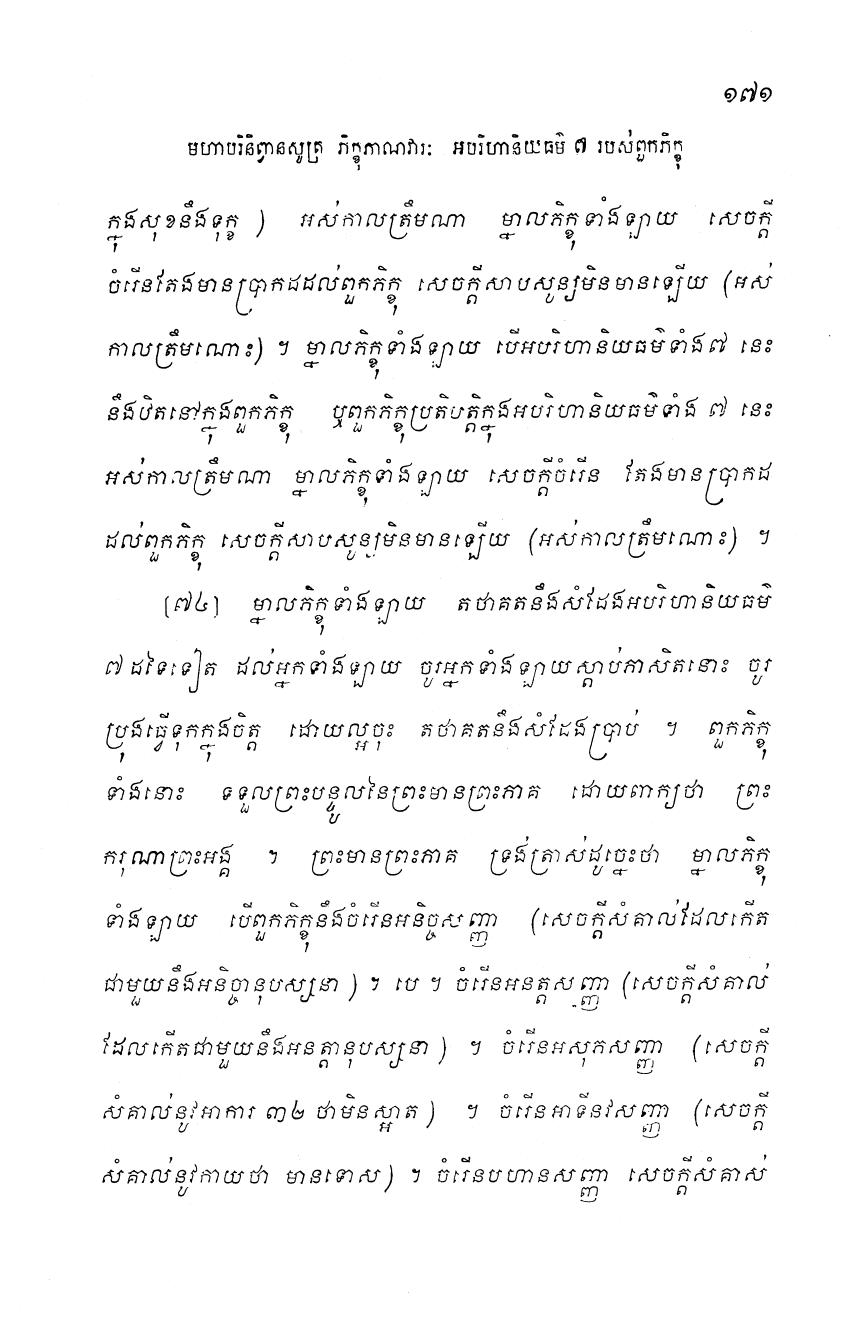 ១៧១
មហាបរិនិព្វានសូត្រ ភិក្ខុភាណវារៈ អបរិហានិយធម៌ ៧ របស់ពួកភិក្ខុ
ក្នុងសុខនឹងទុក្ខ ) អស់កាលត្រឹមណា ម្នាលភិក្ខុទាំងឡាយ សេចក្តី
ចំរើនតែងមានប្រាកដដល់ពួកភិក្ខុ សេចក្តីសាបសូន្យមិនមានឡើយ (អស់
កាលត្រឹមណោះ) ។ ម្នាលភិក្ខុទាំងឡាយ បើអបរិហានិយធម៌ទាំង៧ នេះ
នឹងឋិតនៅក្នុងពួកភិក្ខុ ឬពួកភិក្ខុប្រតិបត្តិក្នុងអបរិហានិយធម៌ទាំង ៧ នេះ
អស់កាលត្រឹមណា ម្នាលភិក្ខុទាំងឡាយ សេចក្តីចំរើន តែងមានប្រាកដ
ដល់ពួកភិក្ខុ សេចក្តីសាបសូន្យមិនមានឡើយ (អស់កាលត្រឹមណោះ) ។
[៧៤] ម្នាលភិក្ខុទាំងឡាយ តថាគតនឹងសំដែងអបរិហានិយធម៌
៧ ដទៃទៀត ដល់អ្នកទាំងឡាយ ចូរអ្នកទាំងឡាយស្តាប់ភាសិតនោះ ចូរ
ប្រុងធ្វើទុកក្នុងចិត្ត ដោយល្អចុះ តថាគតនឹងសំដែងប្រាប់ ។ ពួកភិក្ខុ
ទាំងនោះ ទទួលព្រះបន្ទូលនៃព្រះមានព្រះភាគ ដោយពាក្យថា ព្រះ
ករុណាព្រះអង្គ ។ ព្រះមានព្រះភាគ ទ្រង់ត្រាស់ដូច្នេះថា ម្នាលភិក្ខុ
ទាំងឡាយ បើពួកភិក្ខុនឹងចំរើនអនិច្ចសញ្ញា (សេចក្តីសំគាល់ដែលកើត
ជាមួយនឹងអនិច្ចានុបស្សនា ) ។ បេ ។ ចំរើនអនត្តសញ្ញា (សេចក្តីសំគាល់
ដែលកើតជាមួយនឹងអនត្តានុបស្សនា ) ។ ចំរើនអសុភសញ្ញា (សេចក្តី
សំគាល់នូវអាការ ៣២ ថាមិនស្អាត ) ។ ចំរើនអាទីនវសញ្ញា (សេចក្តី
សំគាល់នូវកាយថា មានទោស ) ។ ចំរើនបហានសញ្ញា សេចក្តីសំគាស់